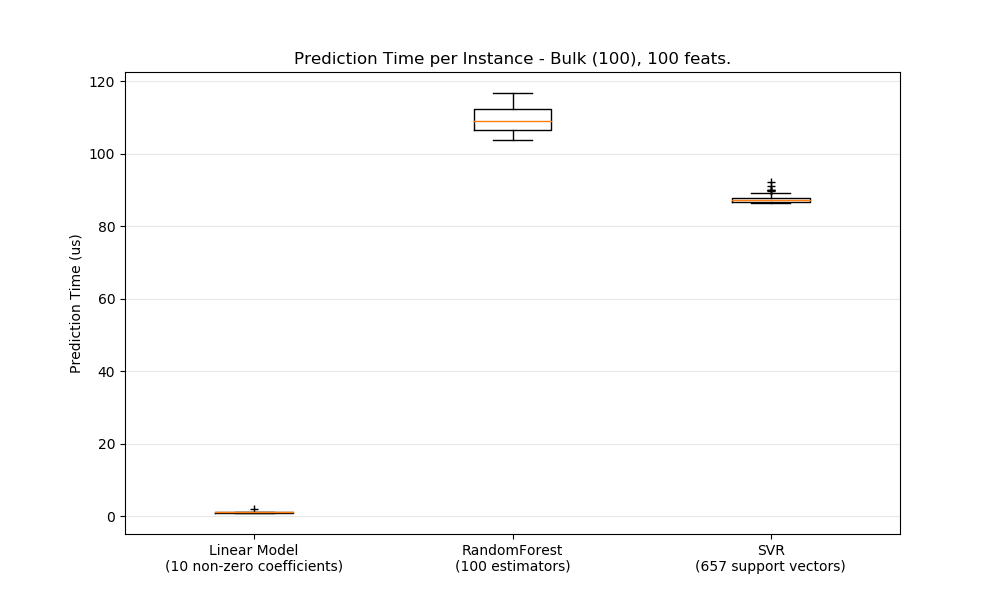 Prediction Time per Instance - Bulk (100), 100 feats.
120
100
80
60
40
20
0
Prediction Time (us)
Linear Model
(10 non-zero coefficients)
RandomForest
(100 estimators)
SVR
(657 support vectors)